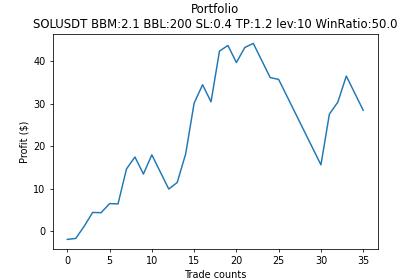 Portfolio
SOLUSDT BBM:2.1 BBL:200 SL:0.4 TP:1.2 lev:10 WinRatio:50.0
Profit ($)
40
30
20
10
0
0 5 10 15 20 25 30 35
Trade counts